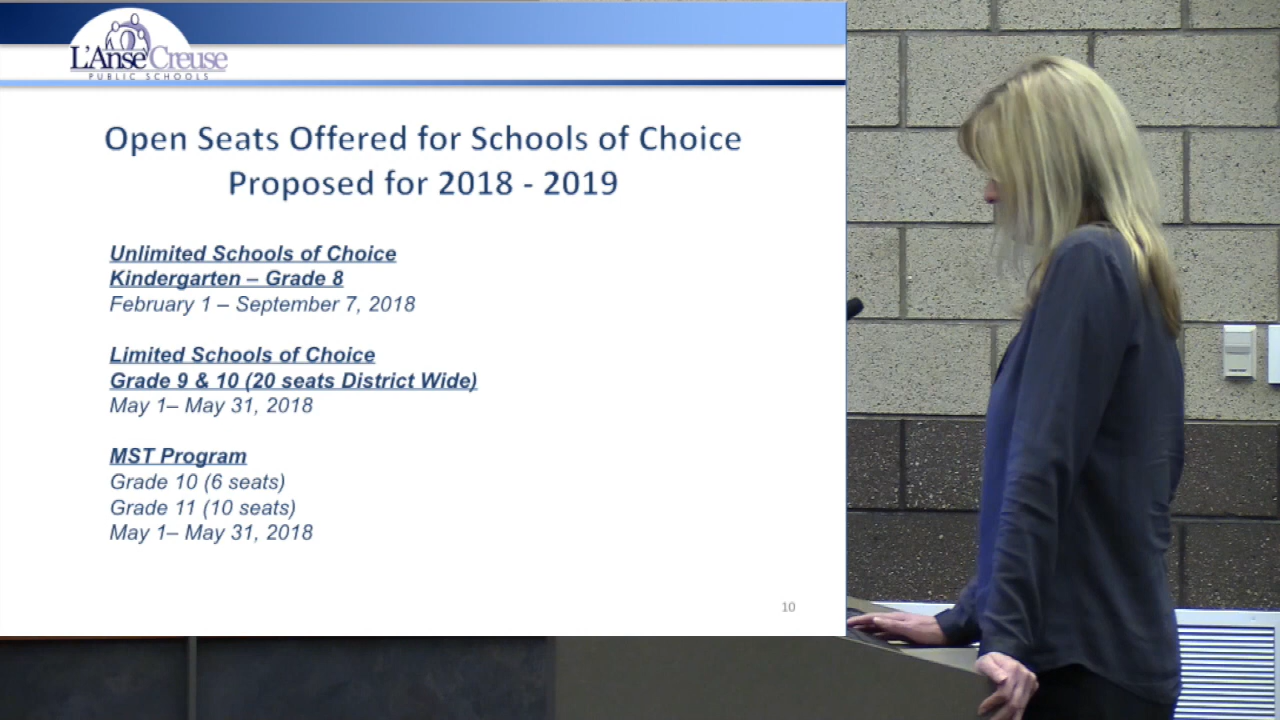 L'Anse Creuse
PUBLIC SCHOOLS
Open Seats Offered for Schools of Choice
Proposed for 2018 - 2019
Unlimited Schools of Choice
Kindergarten – Grade 8
February 1 – September 7, 2018
Limited Schools of Choice
Grade 9 & 10 (20 seats District Wide)
May 1– May 31, 2018
MST Program
Grade 10 (6 seats)
Grade 11 (10 seats)
May 1– May 31, 2018
10